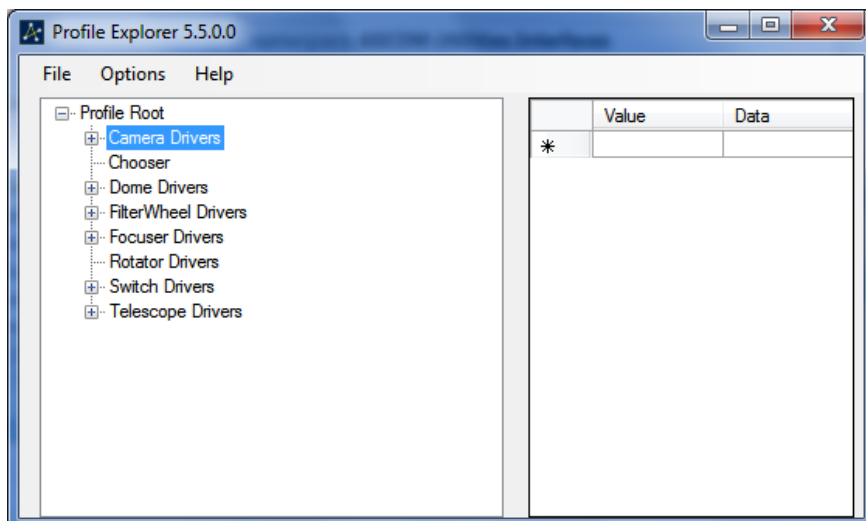 Profile Explorer 5.5.0.0
File Options Help
Profile Root
Camera Drivers
Chooser
Dome Drivers
FilterWheel Drivers
Focuser Drivers
Rotator Drivers
Switch Drivers
Telescope Drivers
Value Data